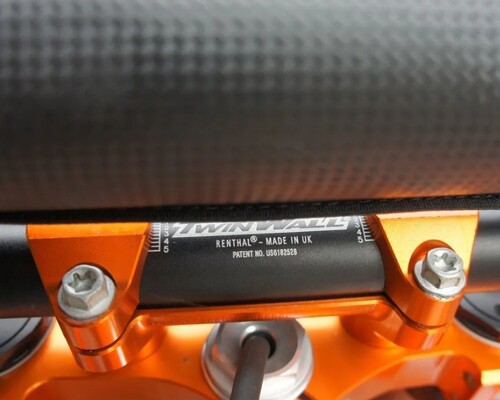 TWINWALL
RENTHAL® - MADE IN UK
PATENT NO. US6182528